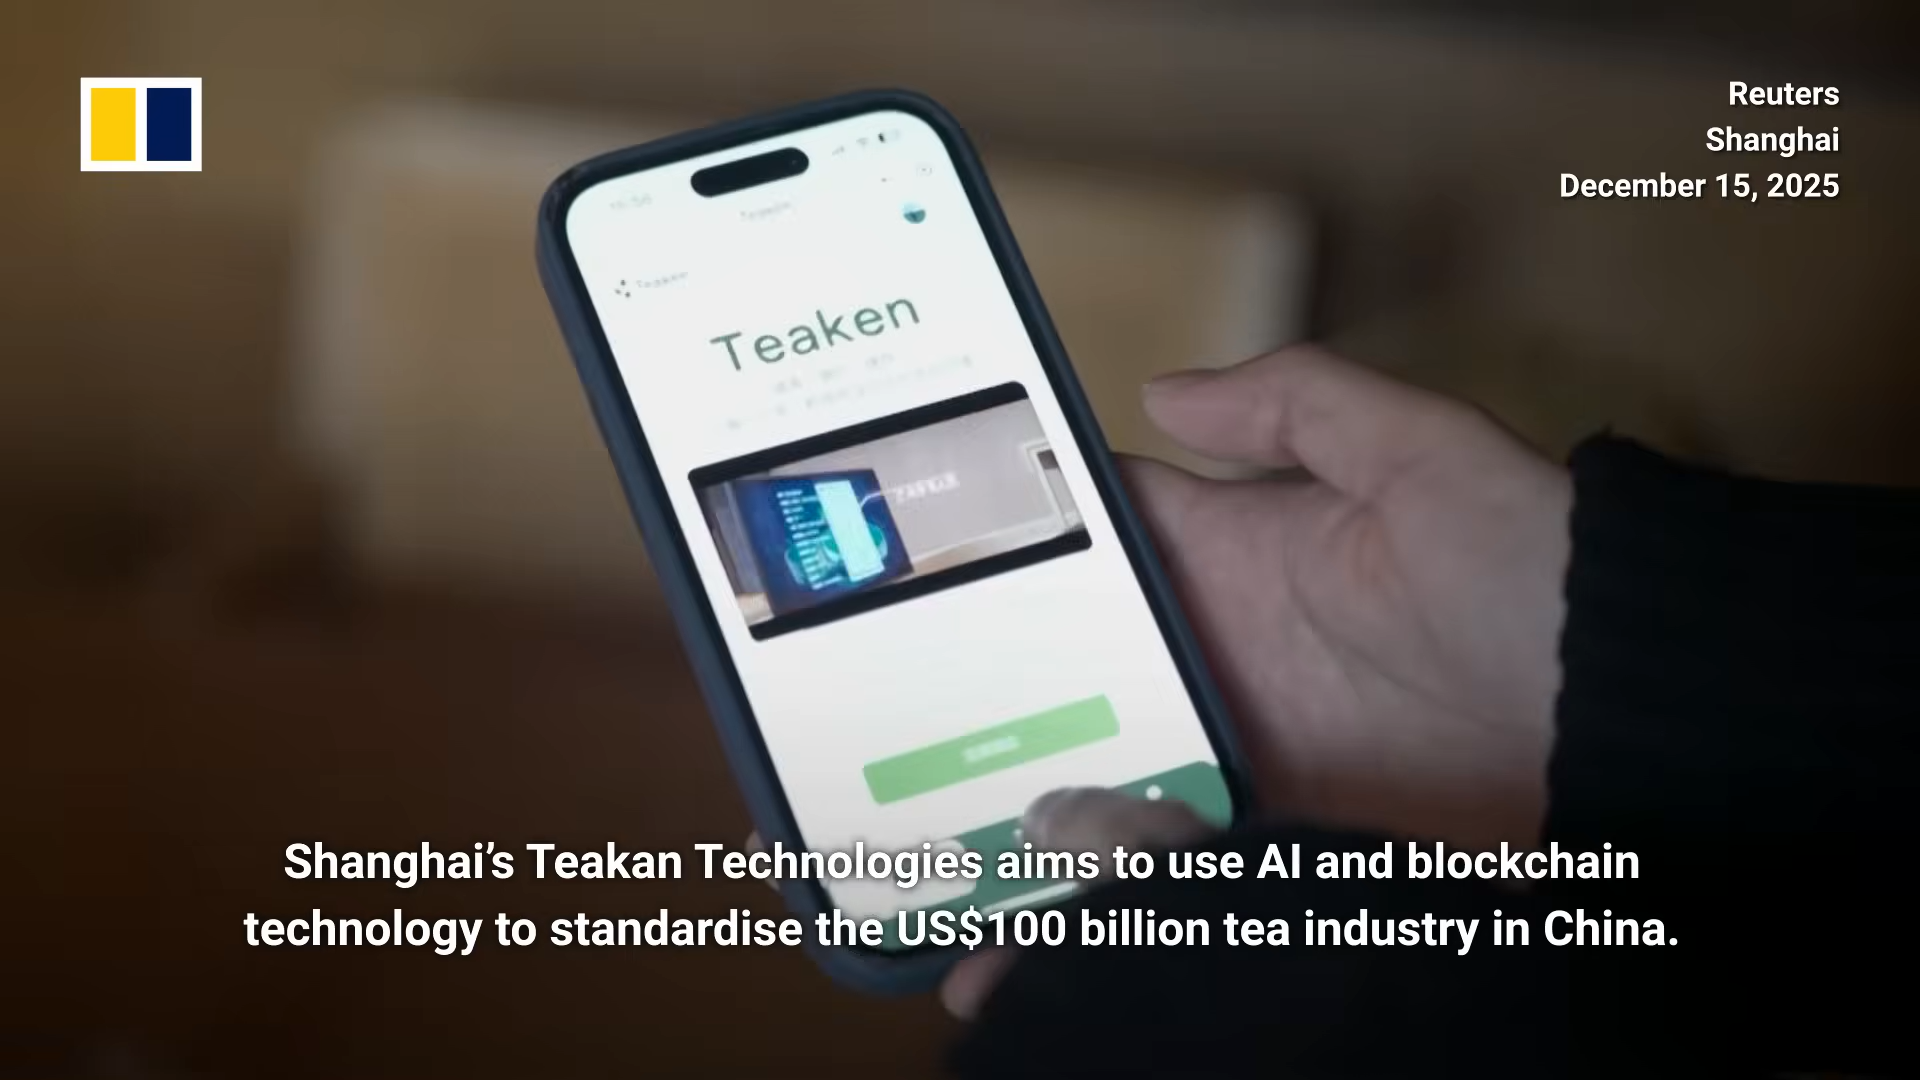 Reuters
Shanghai
December 15, 2025
Teaken
Teaken
Shanghai’s Teakan Technologies aims to use AI and blockchain
technology to standardise the US$100 billion tea industry in China.